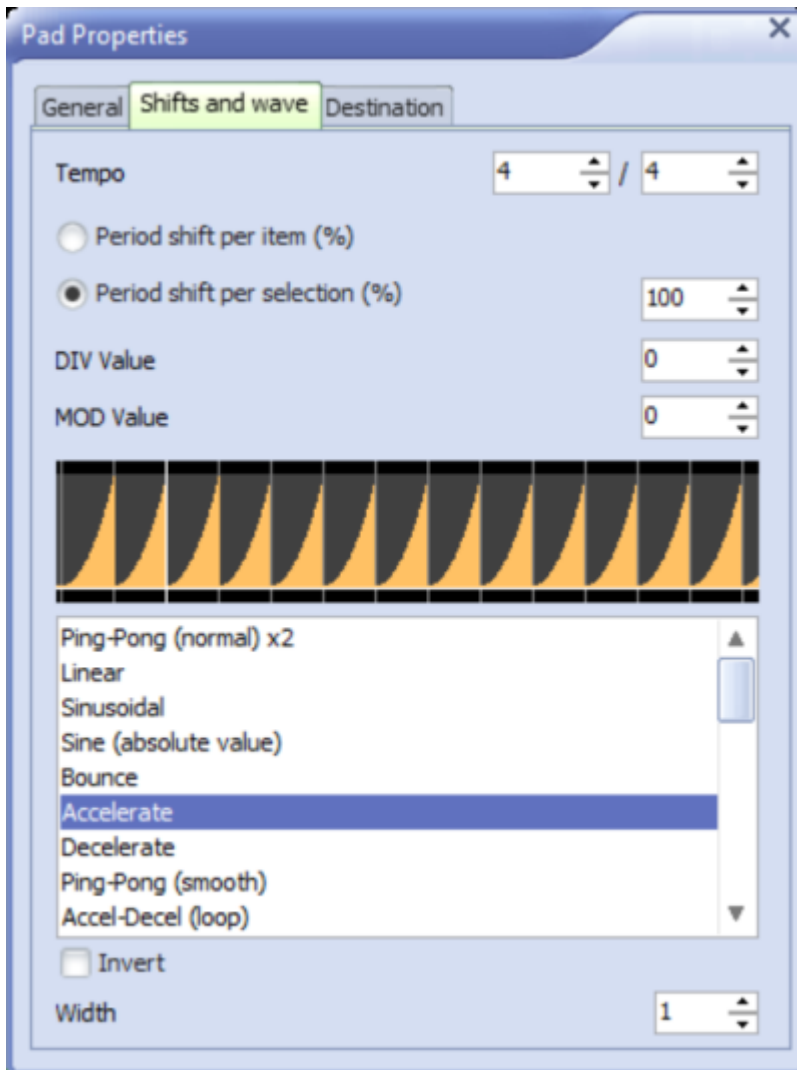 Pad Properties
General Shifts and wave Destination
Tempo 4 / 4
Period shift per item (%)
Period shift per selection (%) 100
DIV Value 0
MOD Value 0
Ping-Pong (normal) x2
Linear
Sinusoidal
Sine (absolute value)
Bounce
Accelerate
Decelerate
Ping-Pong (smooth)
Accel-Decel (loop)
Invert
Width 1